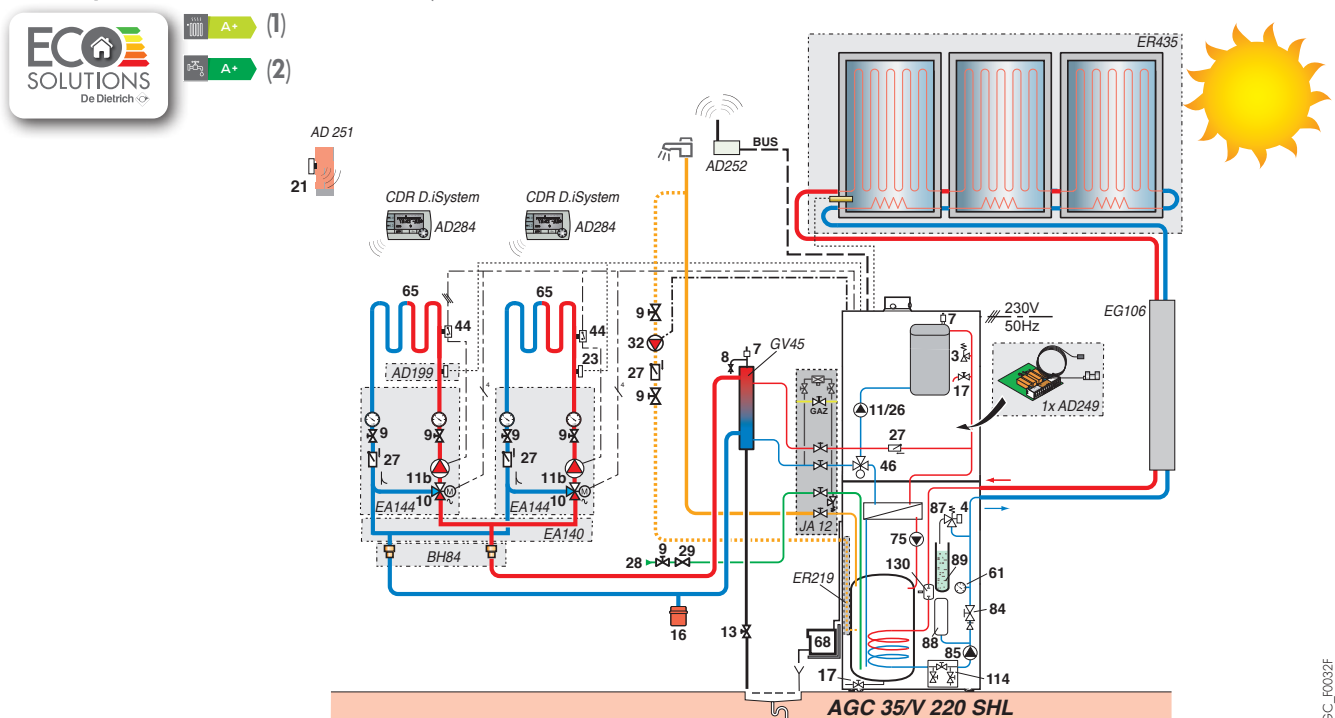 ECO
SOLUTIONS
De Dietrich
A+ (1)
A+ (2)
ER435
AD 251
21
BUS
AD252
CDR D.iSystem
AD284
CDR D.iSystem
AD284
65
65
44
44
23
AD199
9
32
27
9
8
7
GV45
7
3
17
230V
50Hz
EG106
1x AD249
GAZ
11/26
27
46
9
9
9
9
27
27
11b
11b
10
10
M
M
EA144
EA144
EA140
BH84
JA 12
28
9
29
ER219
75
87
4
130
89
61
84
88
85
114
16
13
68
17
AGC 35/V 220 SHL